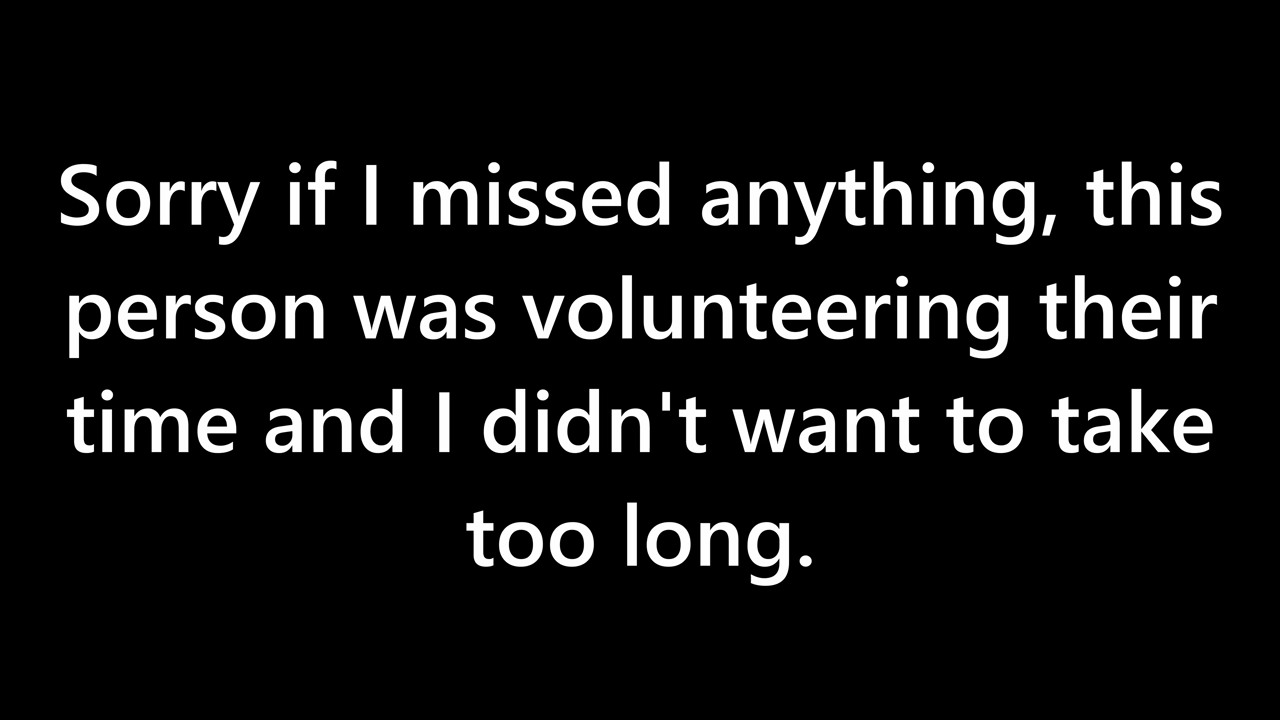 Sorry if I missed anything, this
person was volunteering their
time and I didn't want to take
too long.